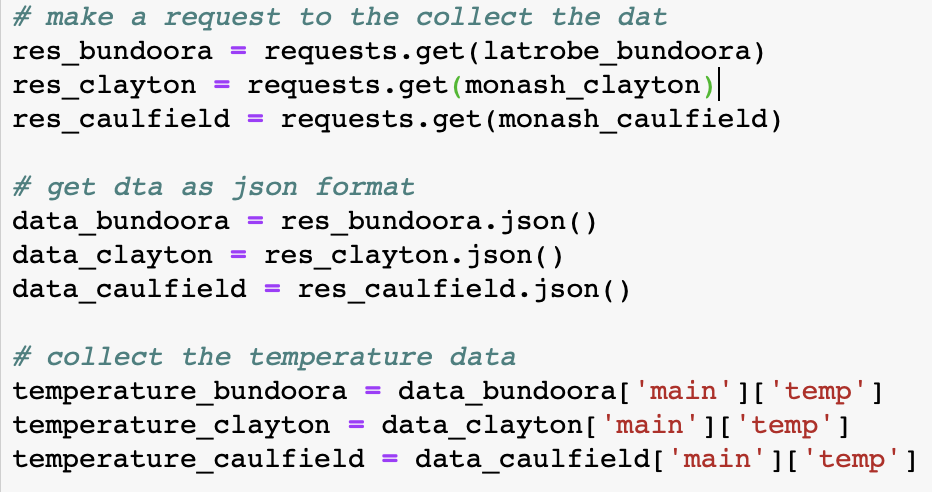 # make a request to the collect the dat
res_bundoora = requests.get(latrobe_bundoora)
res_clayton = requests.get(monash_clayton)
res_caulfield = requests.get(monash_caulfield)
# get dta as json format
data_bundoora = res_bundoora.json()
data_clayton = res_clayton.json()
data_caulfield = res_caulfield.json()
# collect the temperature data
temperature_bundoora = data_bundoora['main']['temp']
temperature_clayton = data_clayton['main']['temp']
temperature_caulfield = data_caulfield['main']['temp']